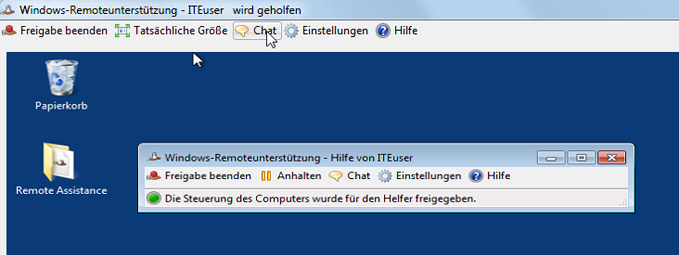 Windows-Remoteunterstützung - ITEuser wird geholfen
Freigabe beenden Tatsächliche Größe Chat Einstellungen Hilfe
Papierkorb
Remote Assistance
Windows-Remoteunterstützung - Hilfe von ITEuser
Freigabe beenden Anhalten Chat Einstellungen Hilfe
Die Steuerung des Computers wurde für den Helfer freigegeben.